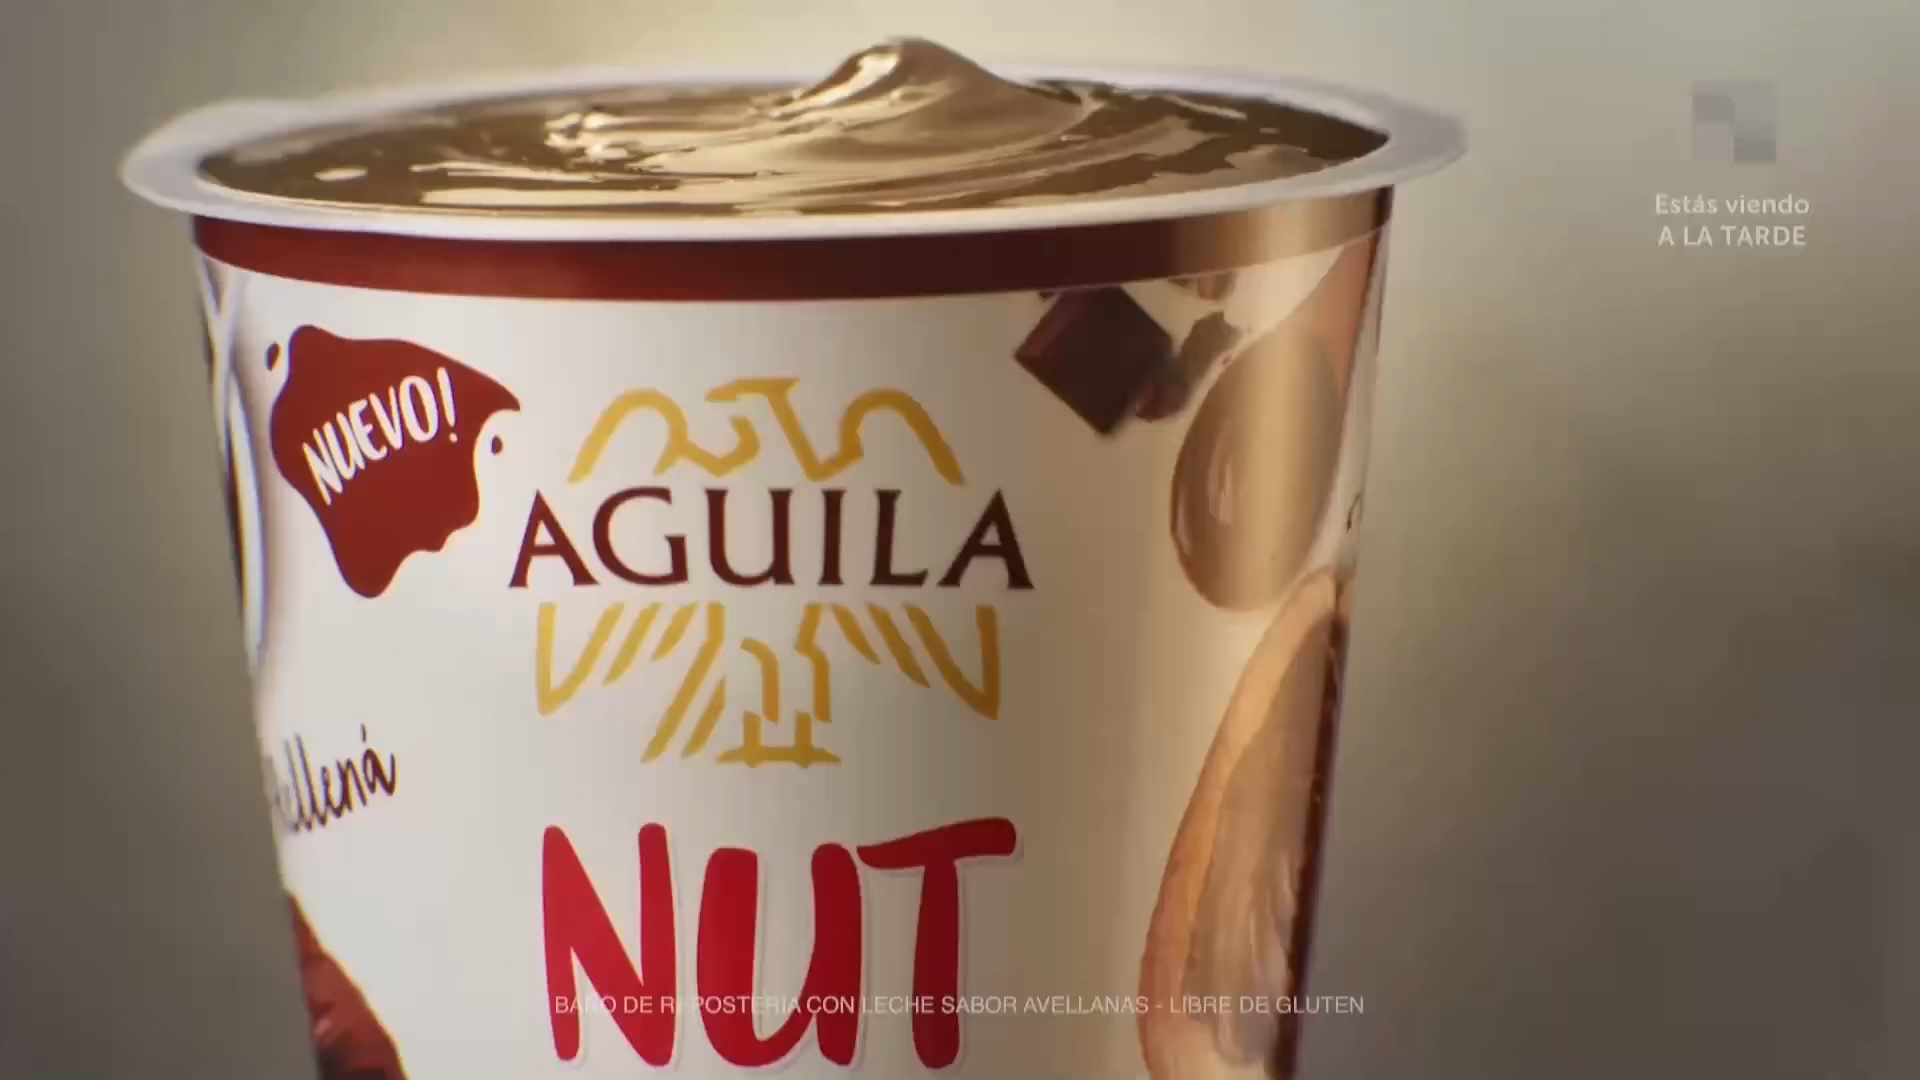 Estás viendo
A LA TARDE
NUEVO!
AGUILA
NUT
BAÑO DE REPOSTERIA CON LECHE SABOR AVELLANAS - LIBRE DE GLUTEN